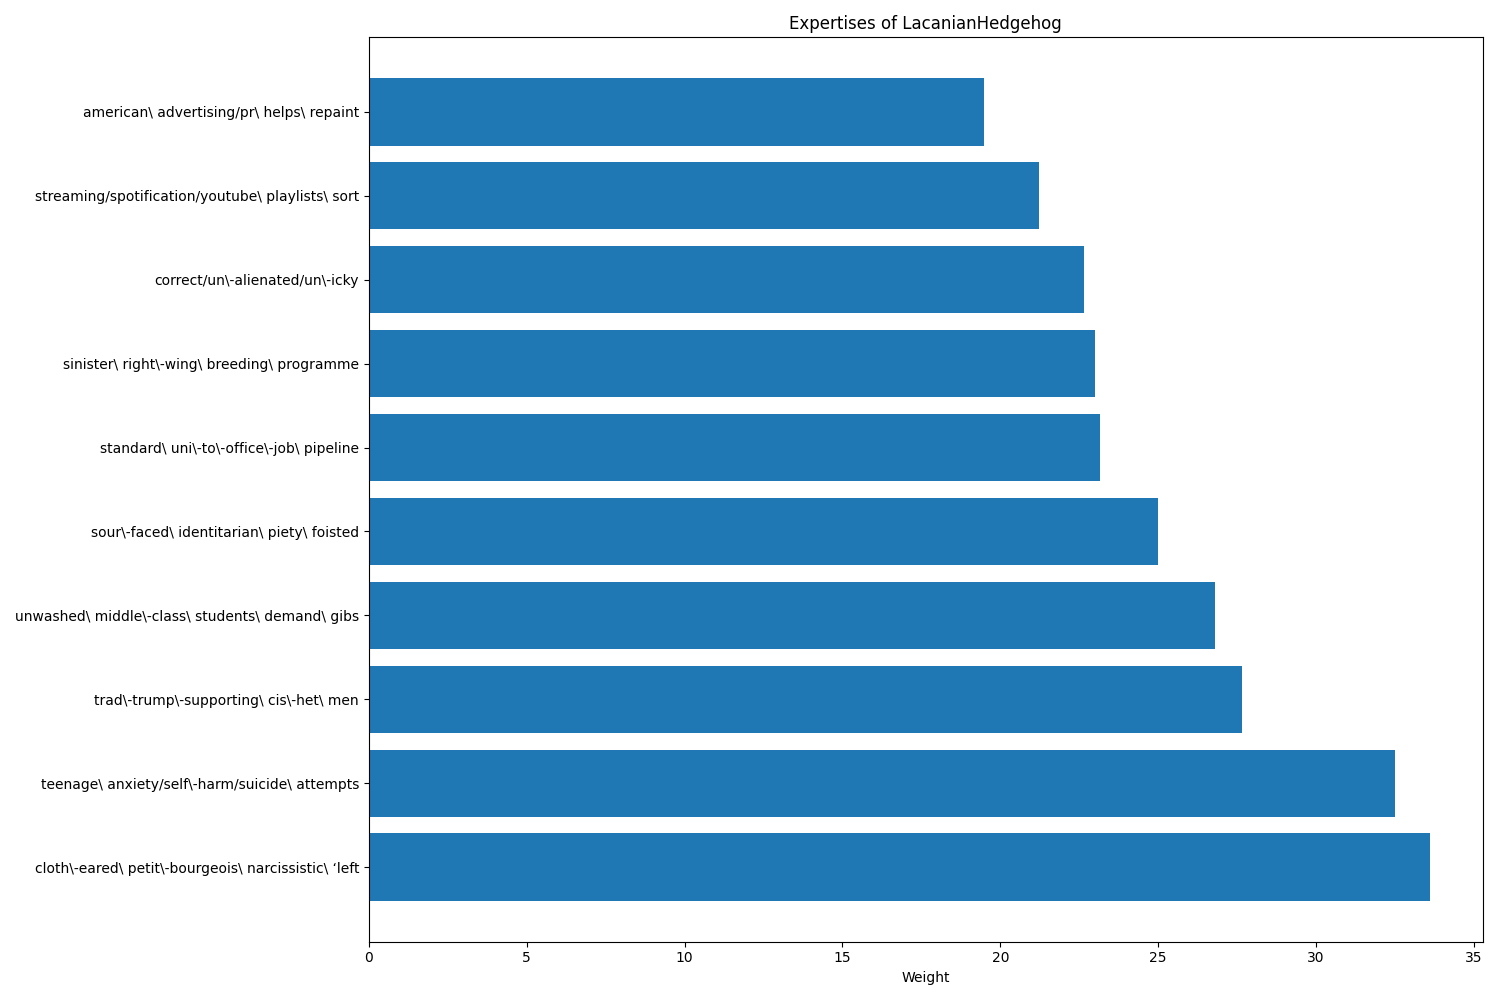 Expertises of LacanianHedgehog
american\ advertising/pr\ helps\ repaint
streaming/spotification/youtube\ playlists\ sort
correct/un\-alienated/un\-icky
sinister\ right\-wing\ breeding\ programme
standard\ uni\-to\-office\-job\ pipeline
sour\-faced\ identitarian\ piety\ foisted
unwashed\ middle\-class\ students\ demand\ gibs
trad\-trump\-supporting\ cis\-het\ men
teenage\ anxiety/self\-harm/suicide\ attempts
cloth\-eared\ petit\-bourgeois\ narcissistic\ ‘left
0 5 10 15 20 25 30 35
Weight